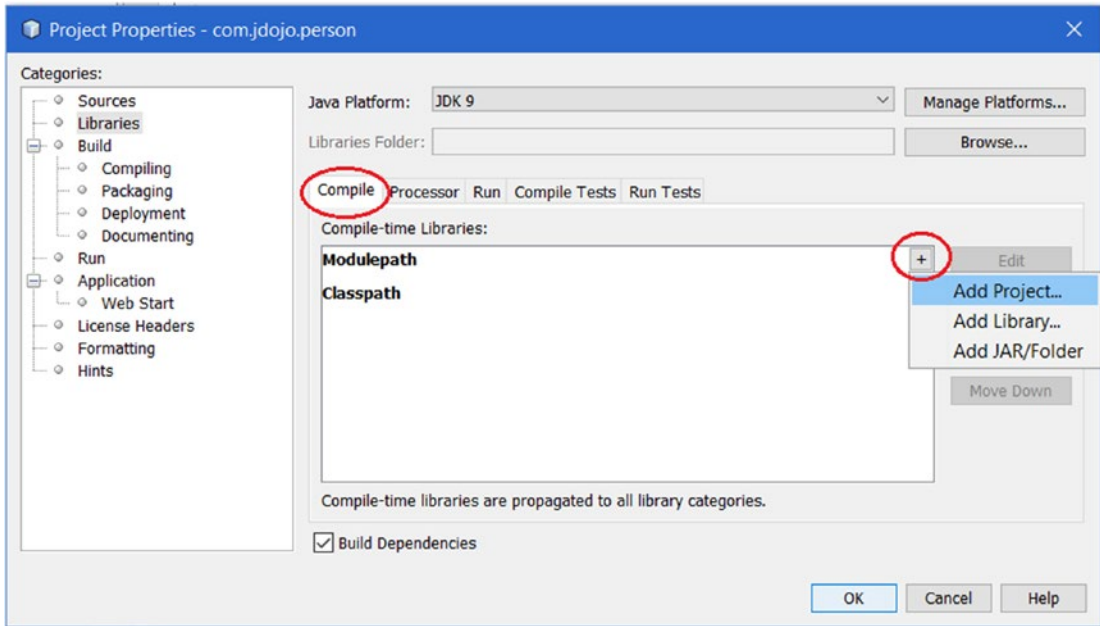 Project Properties - com.jdojo.person
Categories:
Sources
Libraries
Build
Compiling
Packaging
Deployment
Documenting
Run
Application
Web Start
License Headers
Formatting
Hints
Java Platform: JDK 9 Manage Platforms...
Libraries Folder: Browse...
Compile Processor Run Compile Tests Run Tests
Compile-time Libraries:
Modulepath + Edit
Classpath
Add Project...
Add Library...
Add JAR/Folder
Move Down
Compile-time libraries are propagated to all library categories.
Build Dependencies
OK Cancel Help